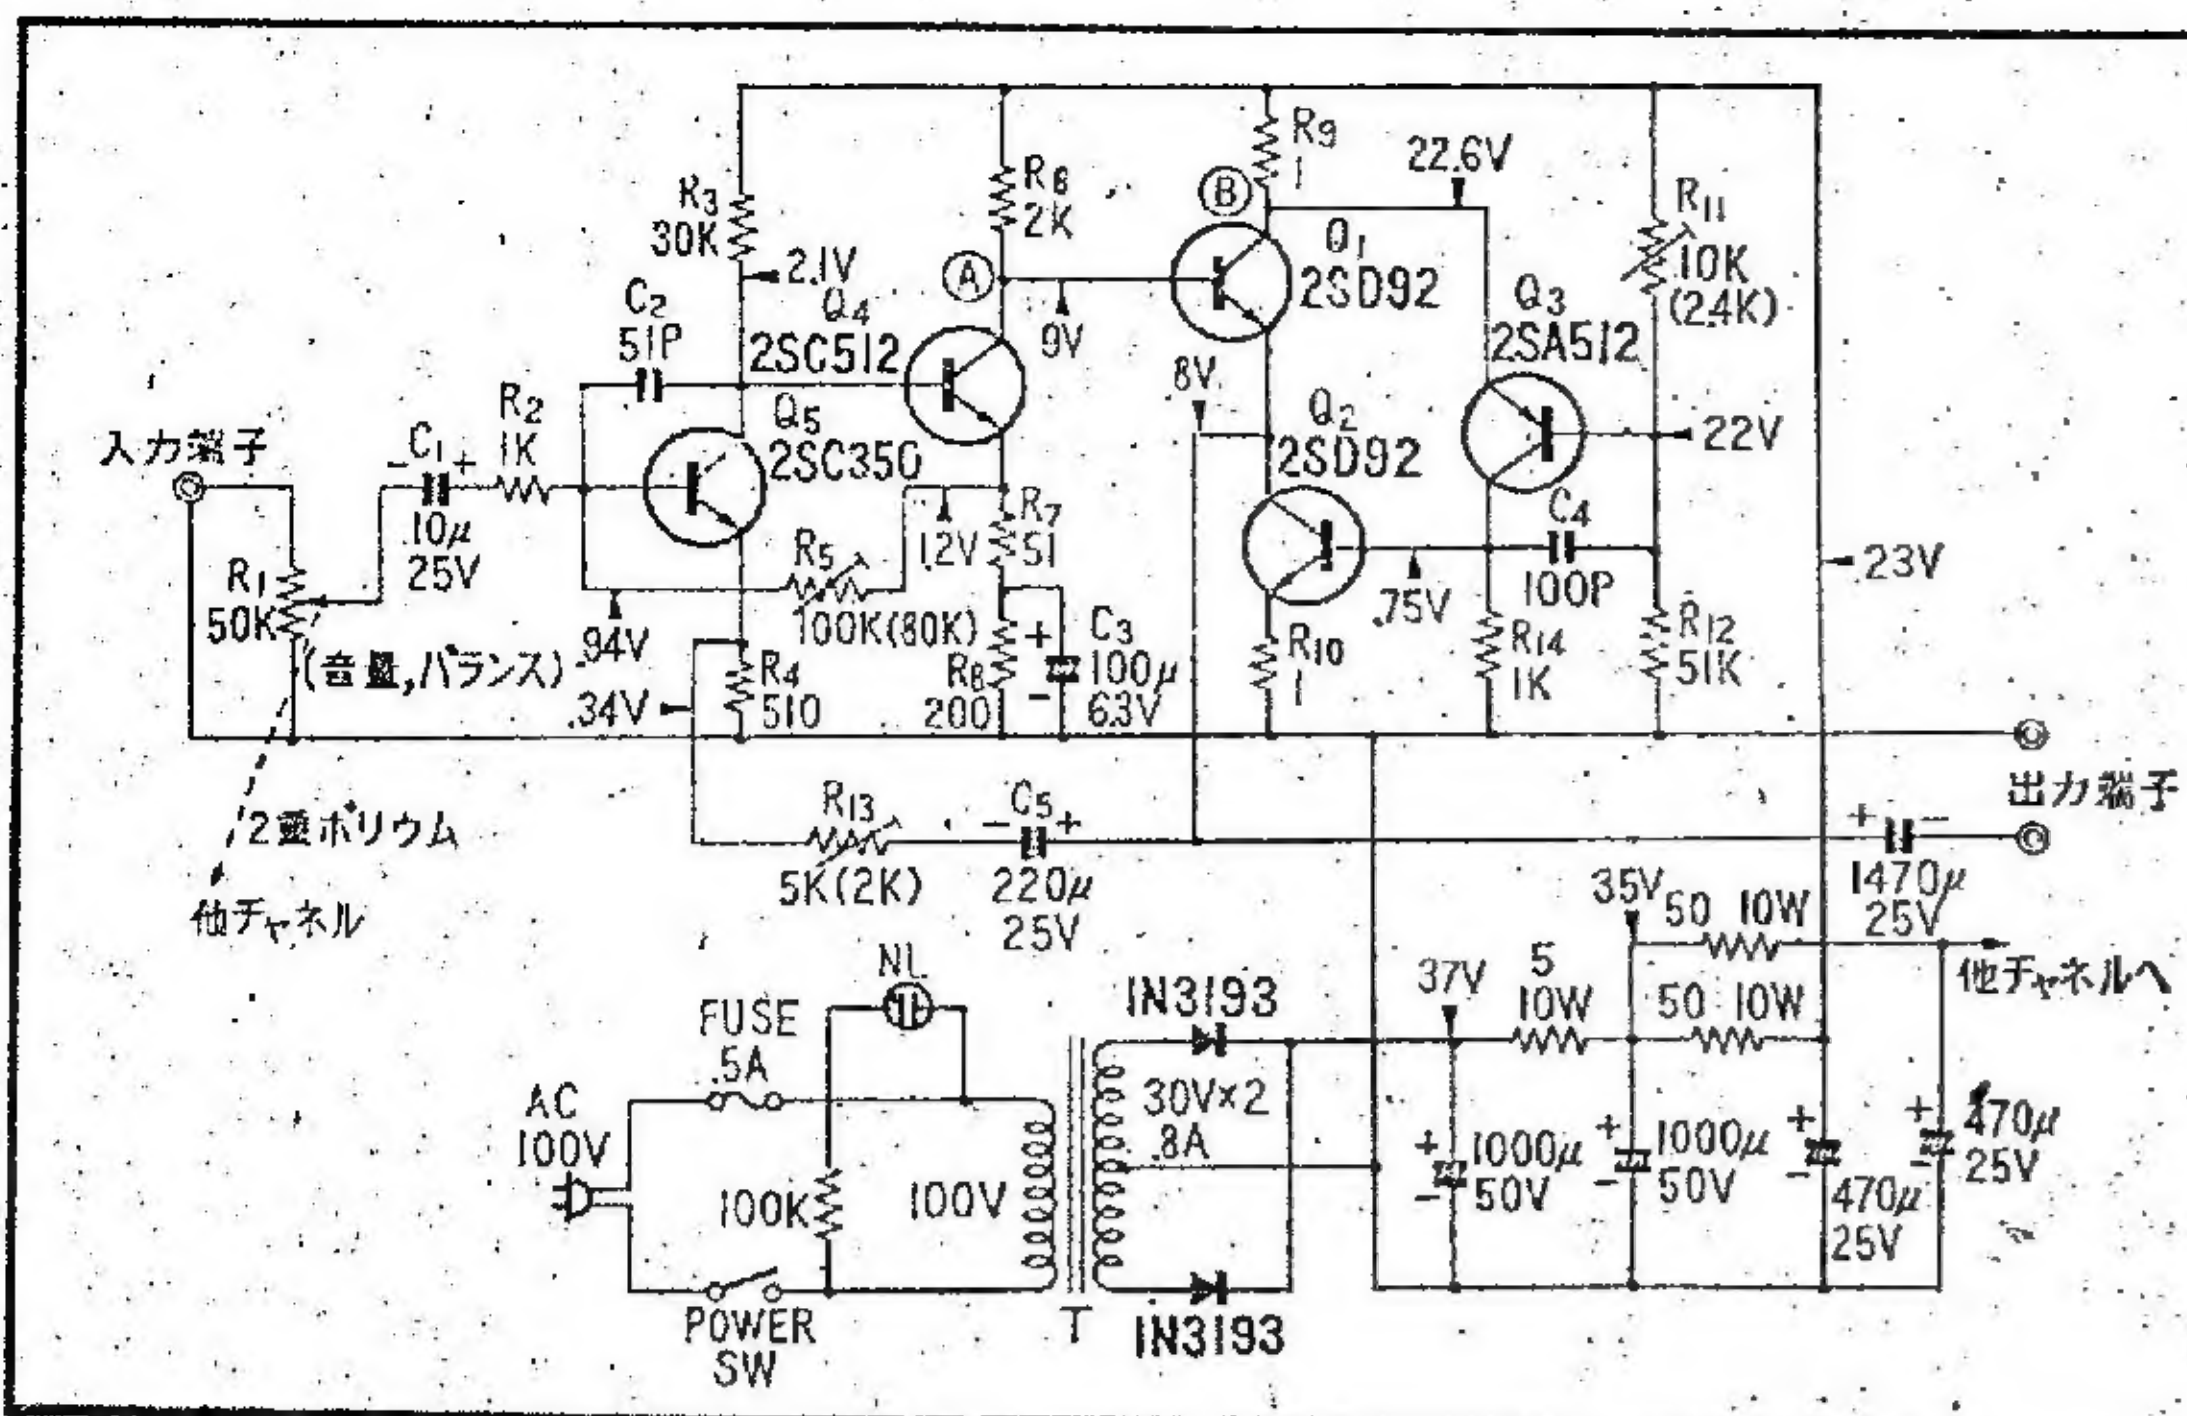 R3
30K
2.1V
C2
51P
Q4
2SC512
R6
2K
A
9V
R9
1
B
22.6V
Q1
2SD92
Q3
2SA512
R11
10K
(2.4K)
22V
入力端子
C1
- +
10μ
25V
R2
1K
Q5
2SC350
8V
Q2
2SD92
R1
50K
(音量,バランス)
.94V
.34V
R5
100K(80K)
1.2V
R7
51
R4
510
R8
200
+
-
C3
100μ
6.3V
.75V
R10
1
C4
100P
R14
1K
R12
51K
23V
2重ボリウム
他チャネル
R13
5K(2K)
- C5 +
220μ
25V
出力端子
+ -
1470μ
25V
35V
50 10W
他チャネルへ
37V
5
10W
50 10W
NL
FUSE
.5A
AC
100V
100K
100V
POWER
SW
T
1N3193
30V×2
.8A
1N3193
+
-
1000μ
50V
+
-
1000μ
50V
+
-
470μ
25V
+
-
470μ
25V